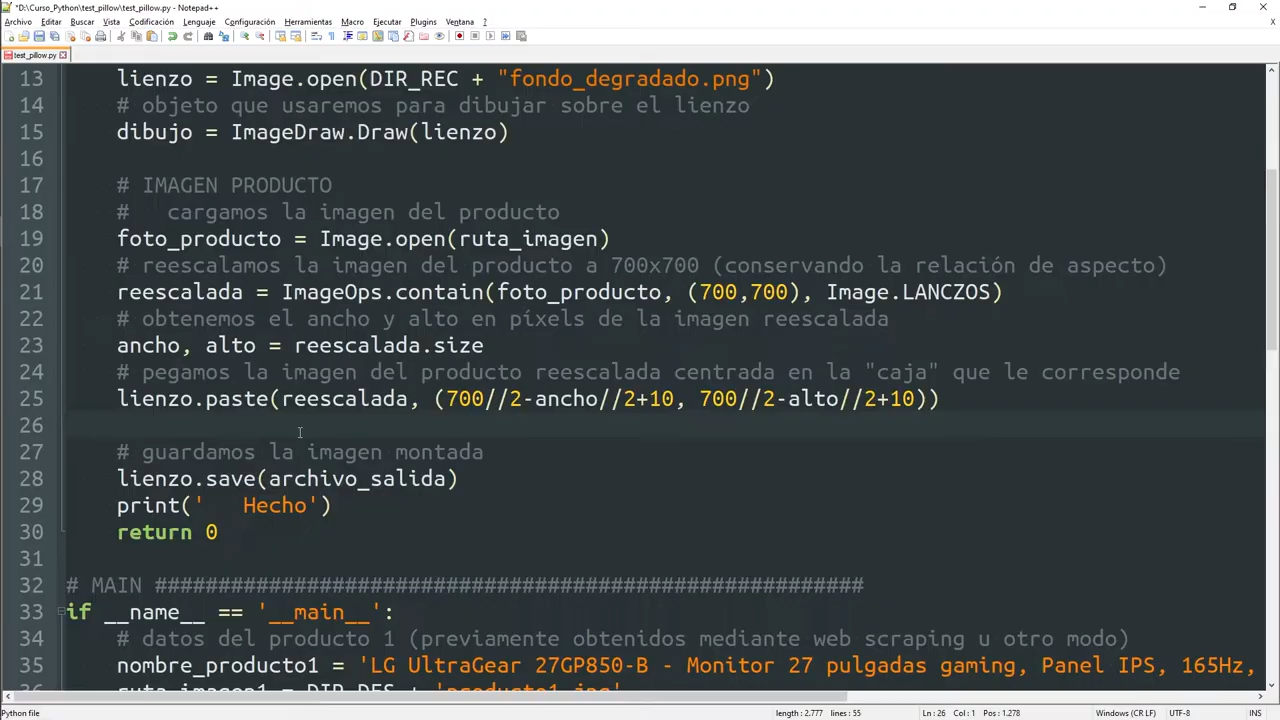 *D:\Curso_Python\test_pillow\test_pillow.py - Notepad++
Archivo Editar Buscar Vista Codificación Lenguaje Configuración Herramientas Macro Ejecutar Plugins Ventana ?
test_pillow.py
13 lienzo = Image.open(DIR_REC + "fondo_degradado.png")
14 # objeto que usaremos para dibujar sobre el lienzo
15 dibujo = ImageDraw.Draw(lienzo)
16
17 # IMAGEN PRODUCTO
18 #   cargamos la imagen del producto
19 foto_producto = Image.open(ruta_imagen)
20 # reescalamos la imagen del producto a 700x700 (conservando la relación de aspecto)
21 reescalada = ImageOps.contain(foto_producto, (700,700), Image.LANCZOS)
22 # obtenemos el ancho y alto en píxels de la imagen reescalada
23 ancho, alto = reescalada.size
24 # pegamos la imagen del producto reescalada centrada en la "caja" que le corresponde
25 lienzo.paste(reescalada, (700//2-ancho//2+10, 700//2-alto//2+10))
26
27 # guardamos la imagen montada
28 lienzo.save(archivo_salida)
29 print('   Hecho')
30 return 0
31
32 # MAIN ########################################################
33 if __name__ == '__main__':
34 # datos del producto 1 (previamente obtenidos mediante web scraping u otro modo)
35 nombre_producto1 = 'LG UltraGear 27GP850-B - Monitor 27 pulgadas gaming, Panel IPS, 165Hz,
36 ruta_imagen1 = DIR_DES + 'producto1.jpg'
Python file length : 2.777 lines : 55 Ln : 26 Col : 1 Pos : 1.278 Windows (CR LF) UTF-8 INS